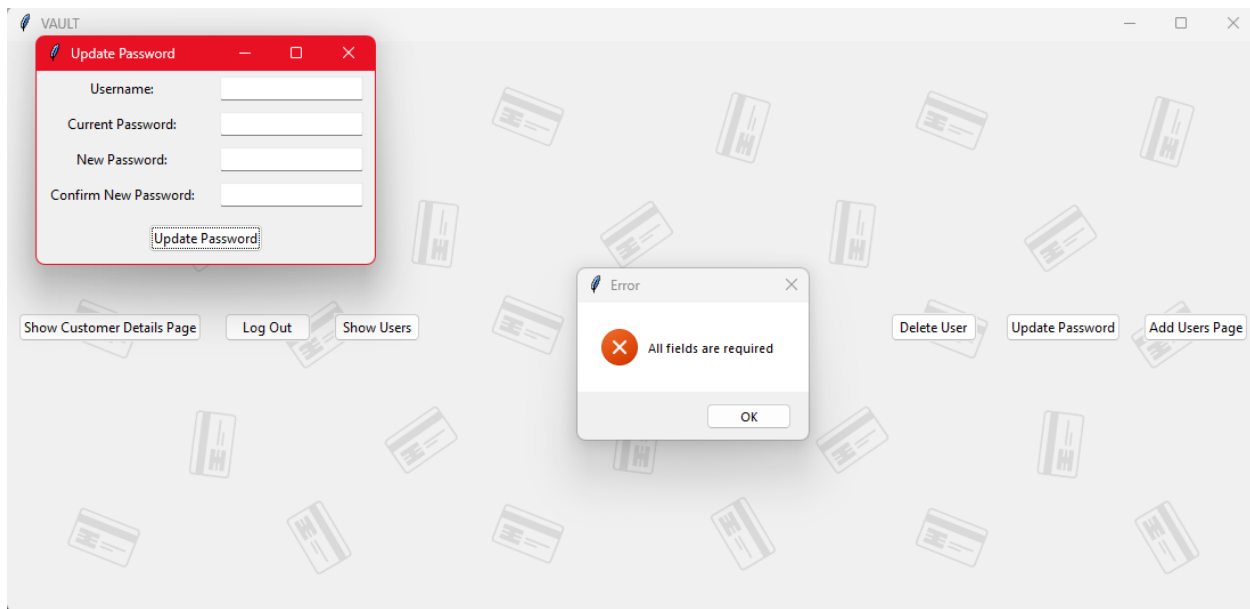 VAULT
Update Password
Username:
Current Password:
New Password:
Confirm New Password:
Update Password
Error
All fields are required
OK
Show Customer Details Page
Log Out
Show Users
Delete User
Update Password
Add Users Page